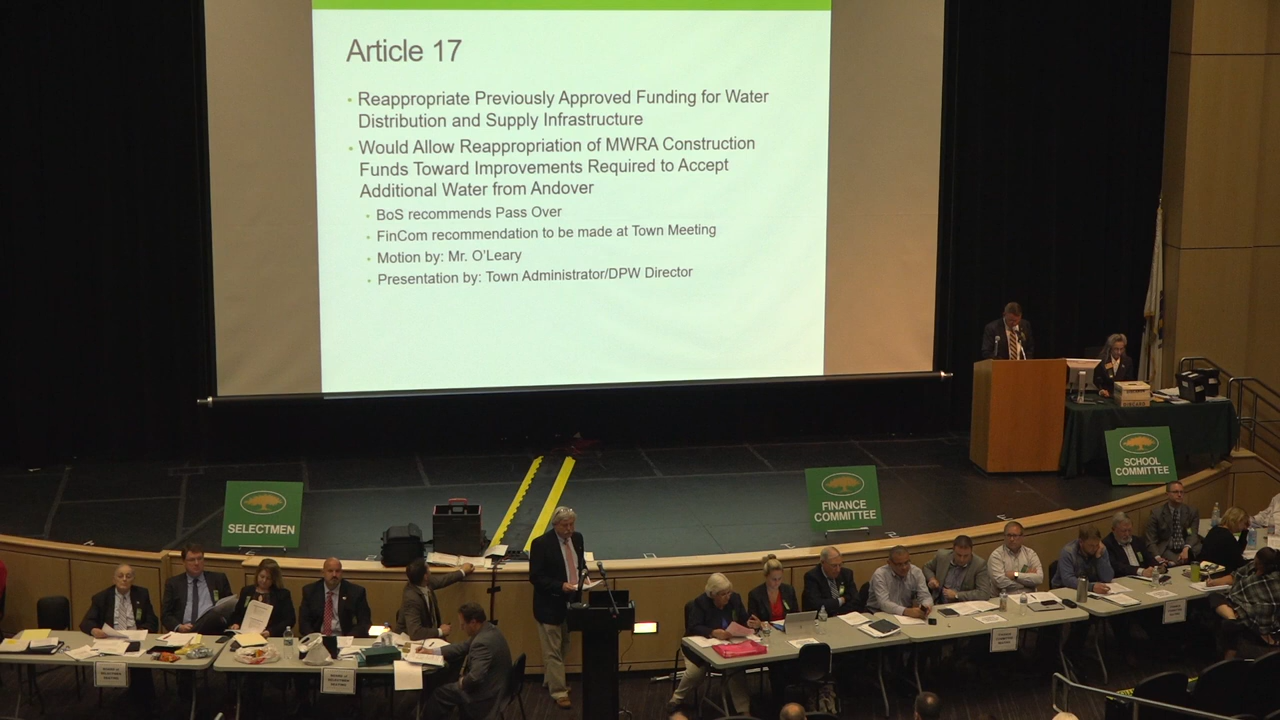 Article 17
• Reappropriate Previously Approved Funding for Water
Distribution and Supply Infrastructure
• Would Allow Reappropriation of MWRA Construction
Funds Toward Improvements Required to Accept
Additional Water from Andover
• BoS recommends Pass Over
• FinCom recommendation to be made at Town Meeting
• Motion by: Mr. O'Leary
• Presentation by: Town Administrator/DPW Director
SELECTMEN
FINANCE
COMMITTEE
SCHOOL
COMMITTEE